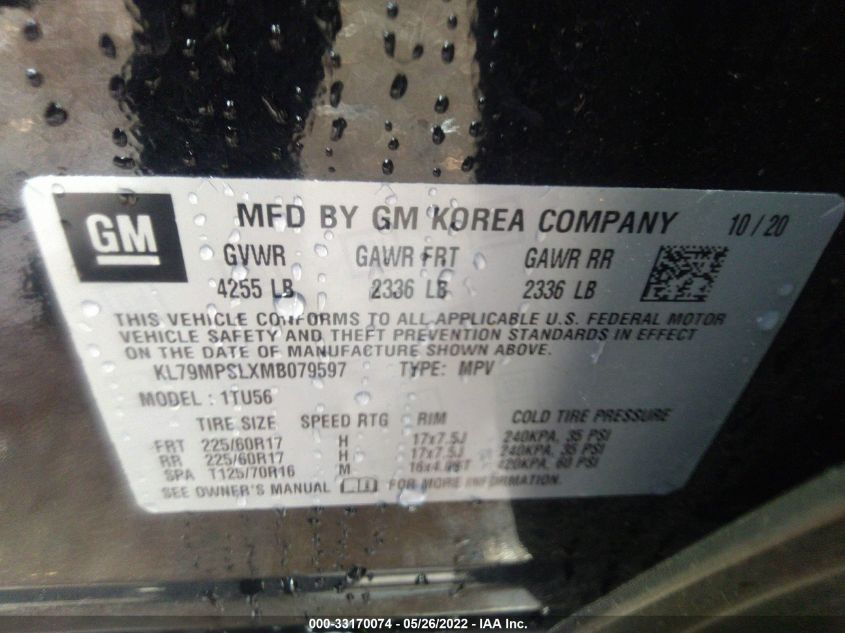 GM
MFD BY GM KOREA COMPANY 10/20
GVWR GAWR FRT GAWR RR
4255 LB 2336 LB 2336 LB
THIS VEHICLE CONFORMS TO ALL APPLICABLE U.S. FEDERAL MOTOR
VEHICLE SAFETY AND THEFT PREVENTION STANDARDS IN EFFECT
ON THE DATE OF MANUFACTURE SHOWN ABOVE.
KL79MPSLXMB079597 TYPE: MPV
MODEL: 1TU56
TIRE SIZE SPEED RTG RIM COLD TIRE PRESSURE
FRT 225/60R17 H 17x7.5J 240KPA, 35 PSI
RR 225/60R17 H 17x7.5J 240KPA, 35 PSI
SPA T125/70R16 M 420KPA, 60 PSI
SEE OWNER'S MANUAL FOR MORE INFORMATION.
000-33170074 - 05/26/2022 - IAA Inc.